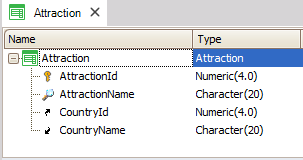 Attraction
Name Type
Attraction Attraction
AttractionId Numeric(4.0)
AttractionName Character(20)
CountryId Numeric(4.0)
CountryName Character(20)